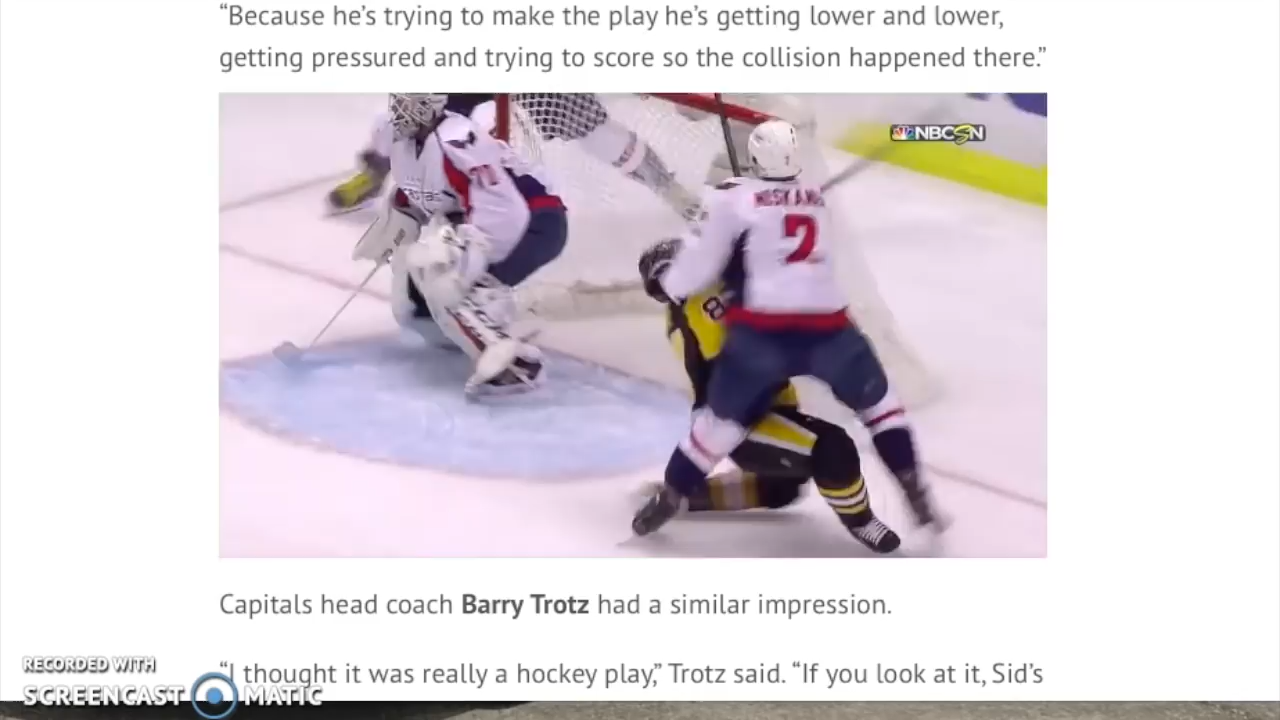 “Because he’s trying to make the play he’s getting lower and lower,
getting pressured and trying to score so the collision happened there.”
NBCSN
2
8
Capitals head coach Barry Trotz had a similar impression.
“I thought it was really a hockey play,” Trotz said. “If you look at it, Sid’s
RECORDED WITH
SCREENCAST MATIC